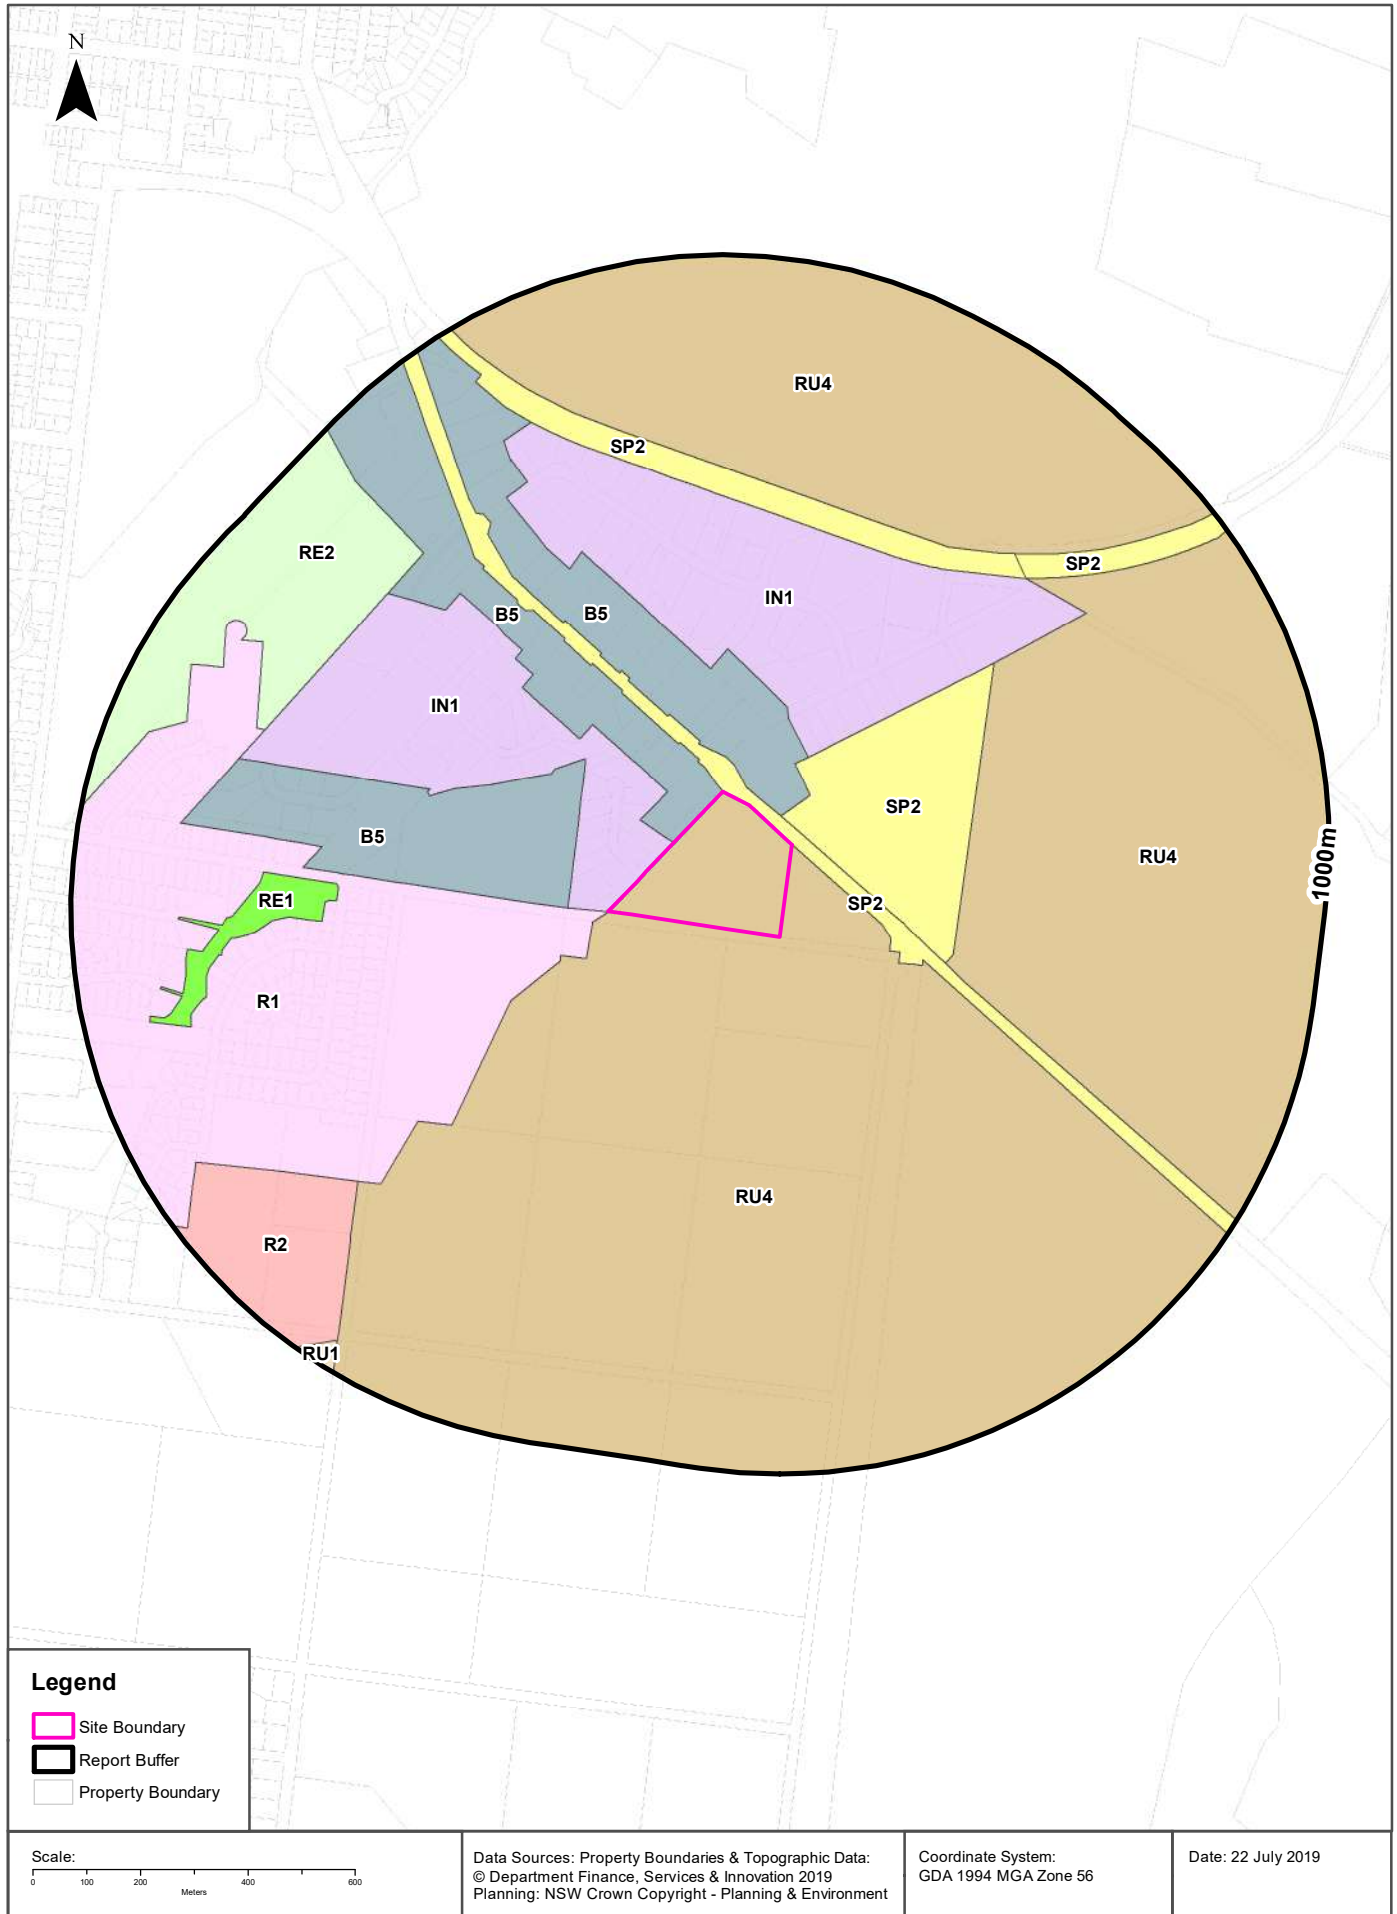 N
RU4
SP2
SP2
RE2
IN1
B5
B5
IN1
SP2
B5
RU4
1000m
RE1
SP2
R1
RU4
R2
RU1
Legend
Site Boundary
Report Buffer
Property Boundary
Scale:
0 100 200 400 600
Meters
Data Sources: Property Boundaries & Topographic Data:
© Department Finance, Services & Innovation 2019
Planning: NSW Crown Copyright - Planning & Environment
Coordinate System:
GDA 1994 MGA Zone 56
Date: 22 July 2019